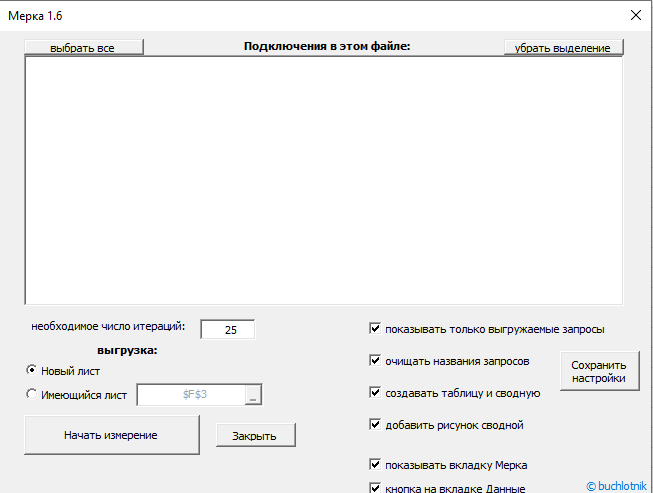 Мерка 1.6
выбрать все
Подключения в этом файле:
убрать выделение
необходимое число итераций:
25
показывать только выгружаемые запросы
выгрузка:
Новый лист
очищать названия запросов
Сохранить
настройки
Имеющийся лист
$F$3
_
создавать таблицу и сводную
добавить рисунок сводной
Начать измерение
Закрыть
показывать вкладку Мерка
кнопка на вкладке Данные
© buchlotnik